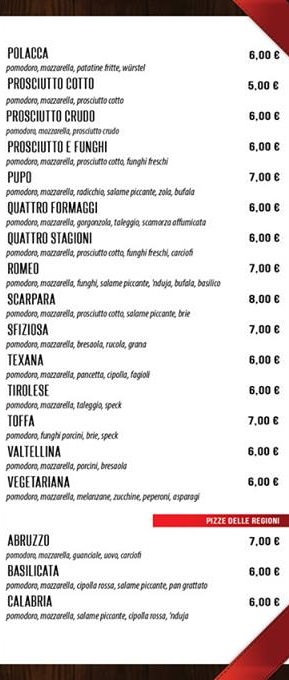 POLACCA 6,00 €
pomodoro, mozzarella, patatine fritte, würstel
PROSCIUTTO COTTO 5,00 €
pomodoro, mozzarella, prosciutto cotto
PROSCIUTTO CRUDO 6,00 €
pomodoro, mozzarella, prosciutto crudo
PROSCIUTTO E FUNGHI 6,00 €
pomodoro, mozzarella, prosciutto cotto, funghi freschi
PUPO 7,00 €
pomodoro, mozzarella, radicchio, salame piccante, zola, bufala
QUATTRO FORMAGGI 6,00 €
pomodoro, mozzarella, gorgonzola, taleggio, scamorza affumicata
QUATTRO STAGIONI 6,00 €
pomodoro, mozzarella, prosciutto cotto, funghi freschi, carciofi
ROMEO 7,00 €
pomodoro, mozzarella, funghi, salame piccante, 'nduja, bufala, basilico
SCARPARA 8,00 €
pomodoro, mozzarella, prosciutto cotto, salame piccante, brie
SFIZIOSA 7,00 €
pomodoro, mozzarella, bresaola, rucola, grana
TEXANA 6,00 €
pomodoro, mozzarella, pancetta, cipolla, fagioli
TIROLESE 6,00 €
pomodoro, mozzarella, taleggio, speck
TOFFA 7,00 €
pomodoro, funghi porcini, brie, speck
VALTELLINA 6,00 €
pomodoro, mozzarella, porcini, bresaola
VEGETARIANA 6,00 €
pomodoro, mozzarella, melanzane, zucchine, peperoni, asparagi
PIZZE DELLE REGIONI
ABRUZZO 7,00 €
pomodoro, mozzarella, guanciale, uovo, carciofi
BASILICATA 6,00 €
pomodoro, mozzarella, cipolla rossa, salame piccante, pan grattato
CALABRIA 6,00 €
pomodoro, mozzarella, salame piccante, cipolla rossa, 'nduja